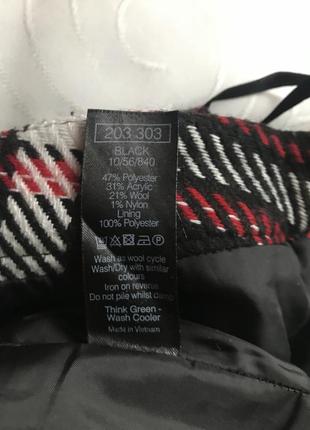 203 303
BLACK
10/56/840
47% Polyester
31% Acrylic
21% Wool
1% Nylon
Lining
100% Polyester
Wash as wool cycle
Wash/Dry with similar
colours
Iron on reverse
Do not pile whilst damp
Think Green -
Wash Cooler
Made in Vietnam